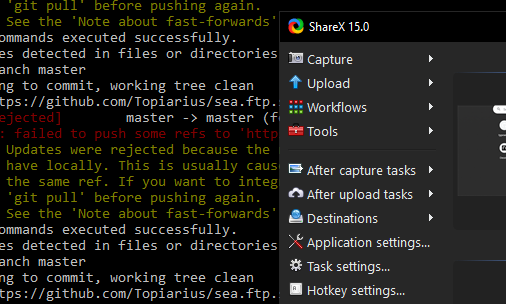 'git pull' before pushing again.
See the 'Note about fast-forwards'
ommands executed successfully.
es detected in files or directories
anch master
ng to commit, working tree clean
tps://github.com/Topiarius/sea.ftp.
ejected] master -> master (fe
: failed to push some refs to 'http
Updates were rejected because the
have locally. This is usually caus
the same ref. If you want to integ
'git pull' before pushing again.
See the 'Note about fast-forwards'
ommands executed successfully.
es detected in files or directories
anch master
ng to commit, working tree clean
tps://github.com/Topiarius/sea.ftp.
ShareX 15.0
Capture
Upload
Workflows
Tools
After capture tasks
After upload tasks
Destinations
Application settings...
Task settings...
Hotkey settings...